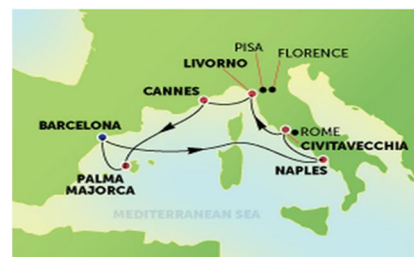 PISA
FLORENCE
LIVORNO
CANNES
BARCELONA
ROME
CIVITAVECCHIA
PALMA
MAJORCA
NAPLES
MEDITERRANEAN SEA